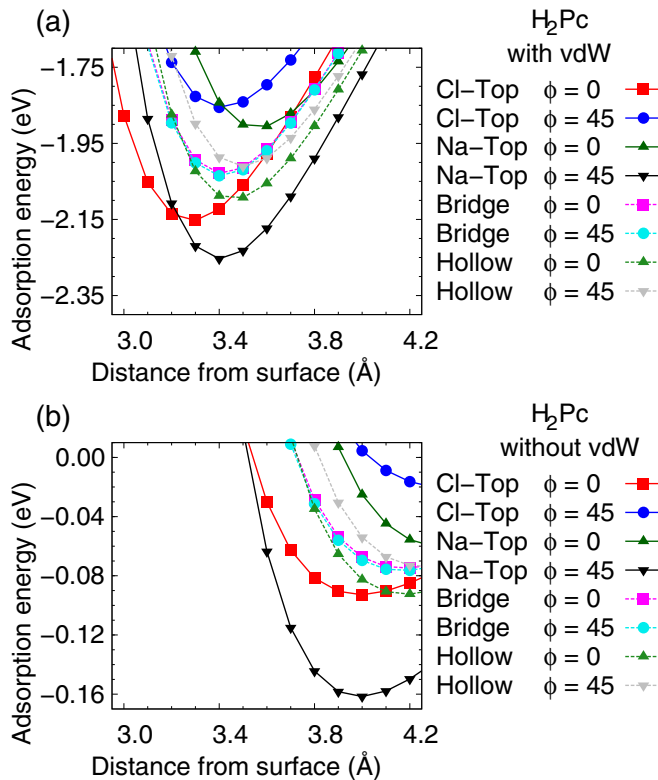 (a)
H₂Pc
with vdW
Adsorption energy (eV)
−1.75
−1.95
−2.15
−2.35
3.0 3.4 3.8 4.2
Distance from surface (Å)
Cl−Top ϕ = 0
Cl−Top ϕ = 45
Na−Top ϕ = 0
Na−Top ϕ = 45
Bridge ϕ = 0
Bridge ϕ = 45
Hollow ϕ = 0
Hollow ϕ = 45
(b)
H₂Pc
without vdW
Adsorption energy (eV)
0.00
−0.04
−0.08
−0.12
−0.16
3.0 3.4 3.8 4.2
Distance from surface (Å)
Cl−Top ϕ = 0
Cl−Top ϕ = 45
Na−Top ϕ = 0
Na−Top ϕ = 45
Bridge ϕ = 0
Bridge ϕ = 45
Hollow ϕ = 0
Hollow ϕ = 45